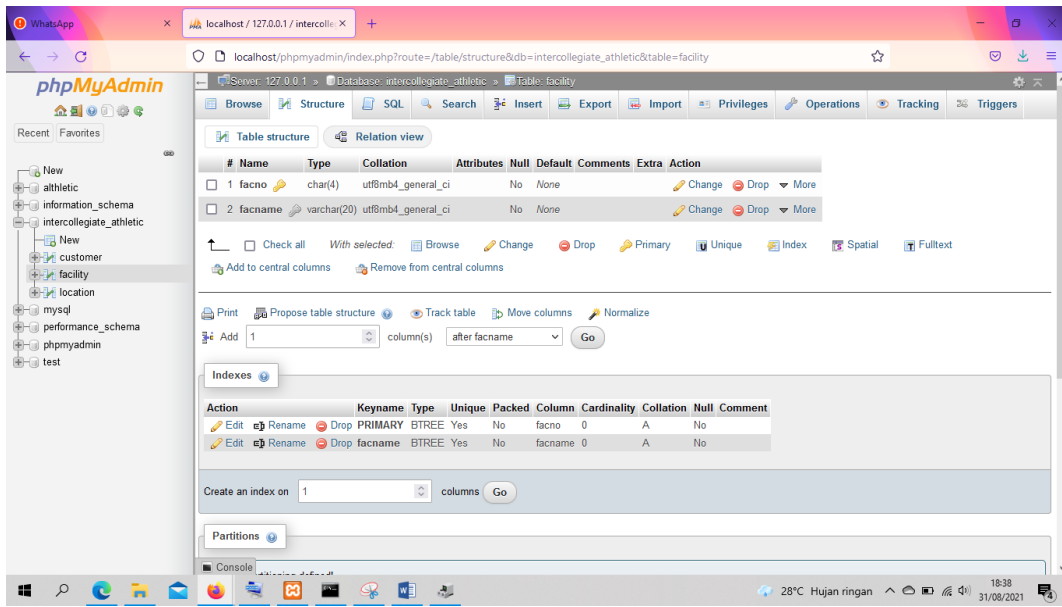 WhatsApp
localhost / 127.0.0.1 / intercolle
localhost/phpmyadmin/index.php?route=/table/structure&db=intercollegiate_athletic&table=facility
phpMyAdmin
Recent Favorites
New
althletic
information_schema
intercollegiate_athletic
New
customer
facility
location
mysql
performance_schema
phpmyadmin
test
Server: 127.0.0.1 » Database: intercollegiate_athletic » Table: facility
Browse Structure SQL Search Insert Export Import Privileges Operations Tracking Triggers
Table structure Relation view
# Name Type Collation Attributes Null Default Comments Extra Action
1 facno char(4) utf8mb4_general_ci No None Change Drop More
2 facname varchar(20) utf8mb4_general_ci No None Change Drop More
Check all With selected: Browse Change Drop Primary Unique Index Spatial Fulltext
Add to central columns Remove from central columns
Print Propose table structure Track table Move columns Normalize
Add 1 column(s) after facname Go
Indexes
Action Keyname Type Unique Packed Column Cardinality Collation Null Comment
Edit Rename Drop PRIMARY BTREE Yes No facno 0 A No
Edit Rename Drop facname BTREE Yes No facname 0 A No
Create an index on 1 columns Go
Partitions
Console
28°C Hujan ringan
18:38
31/08/2021
4